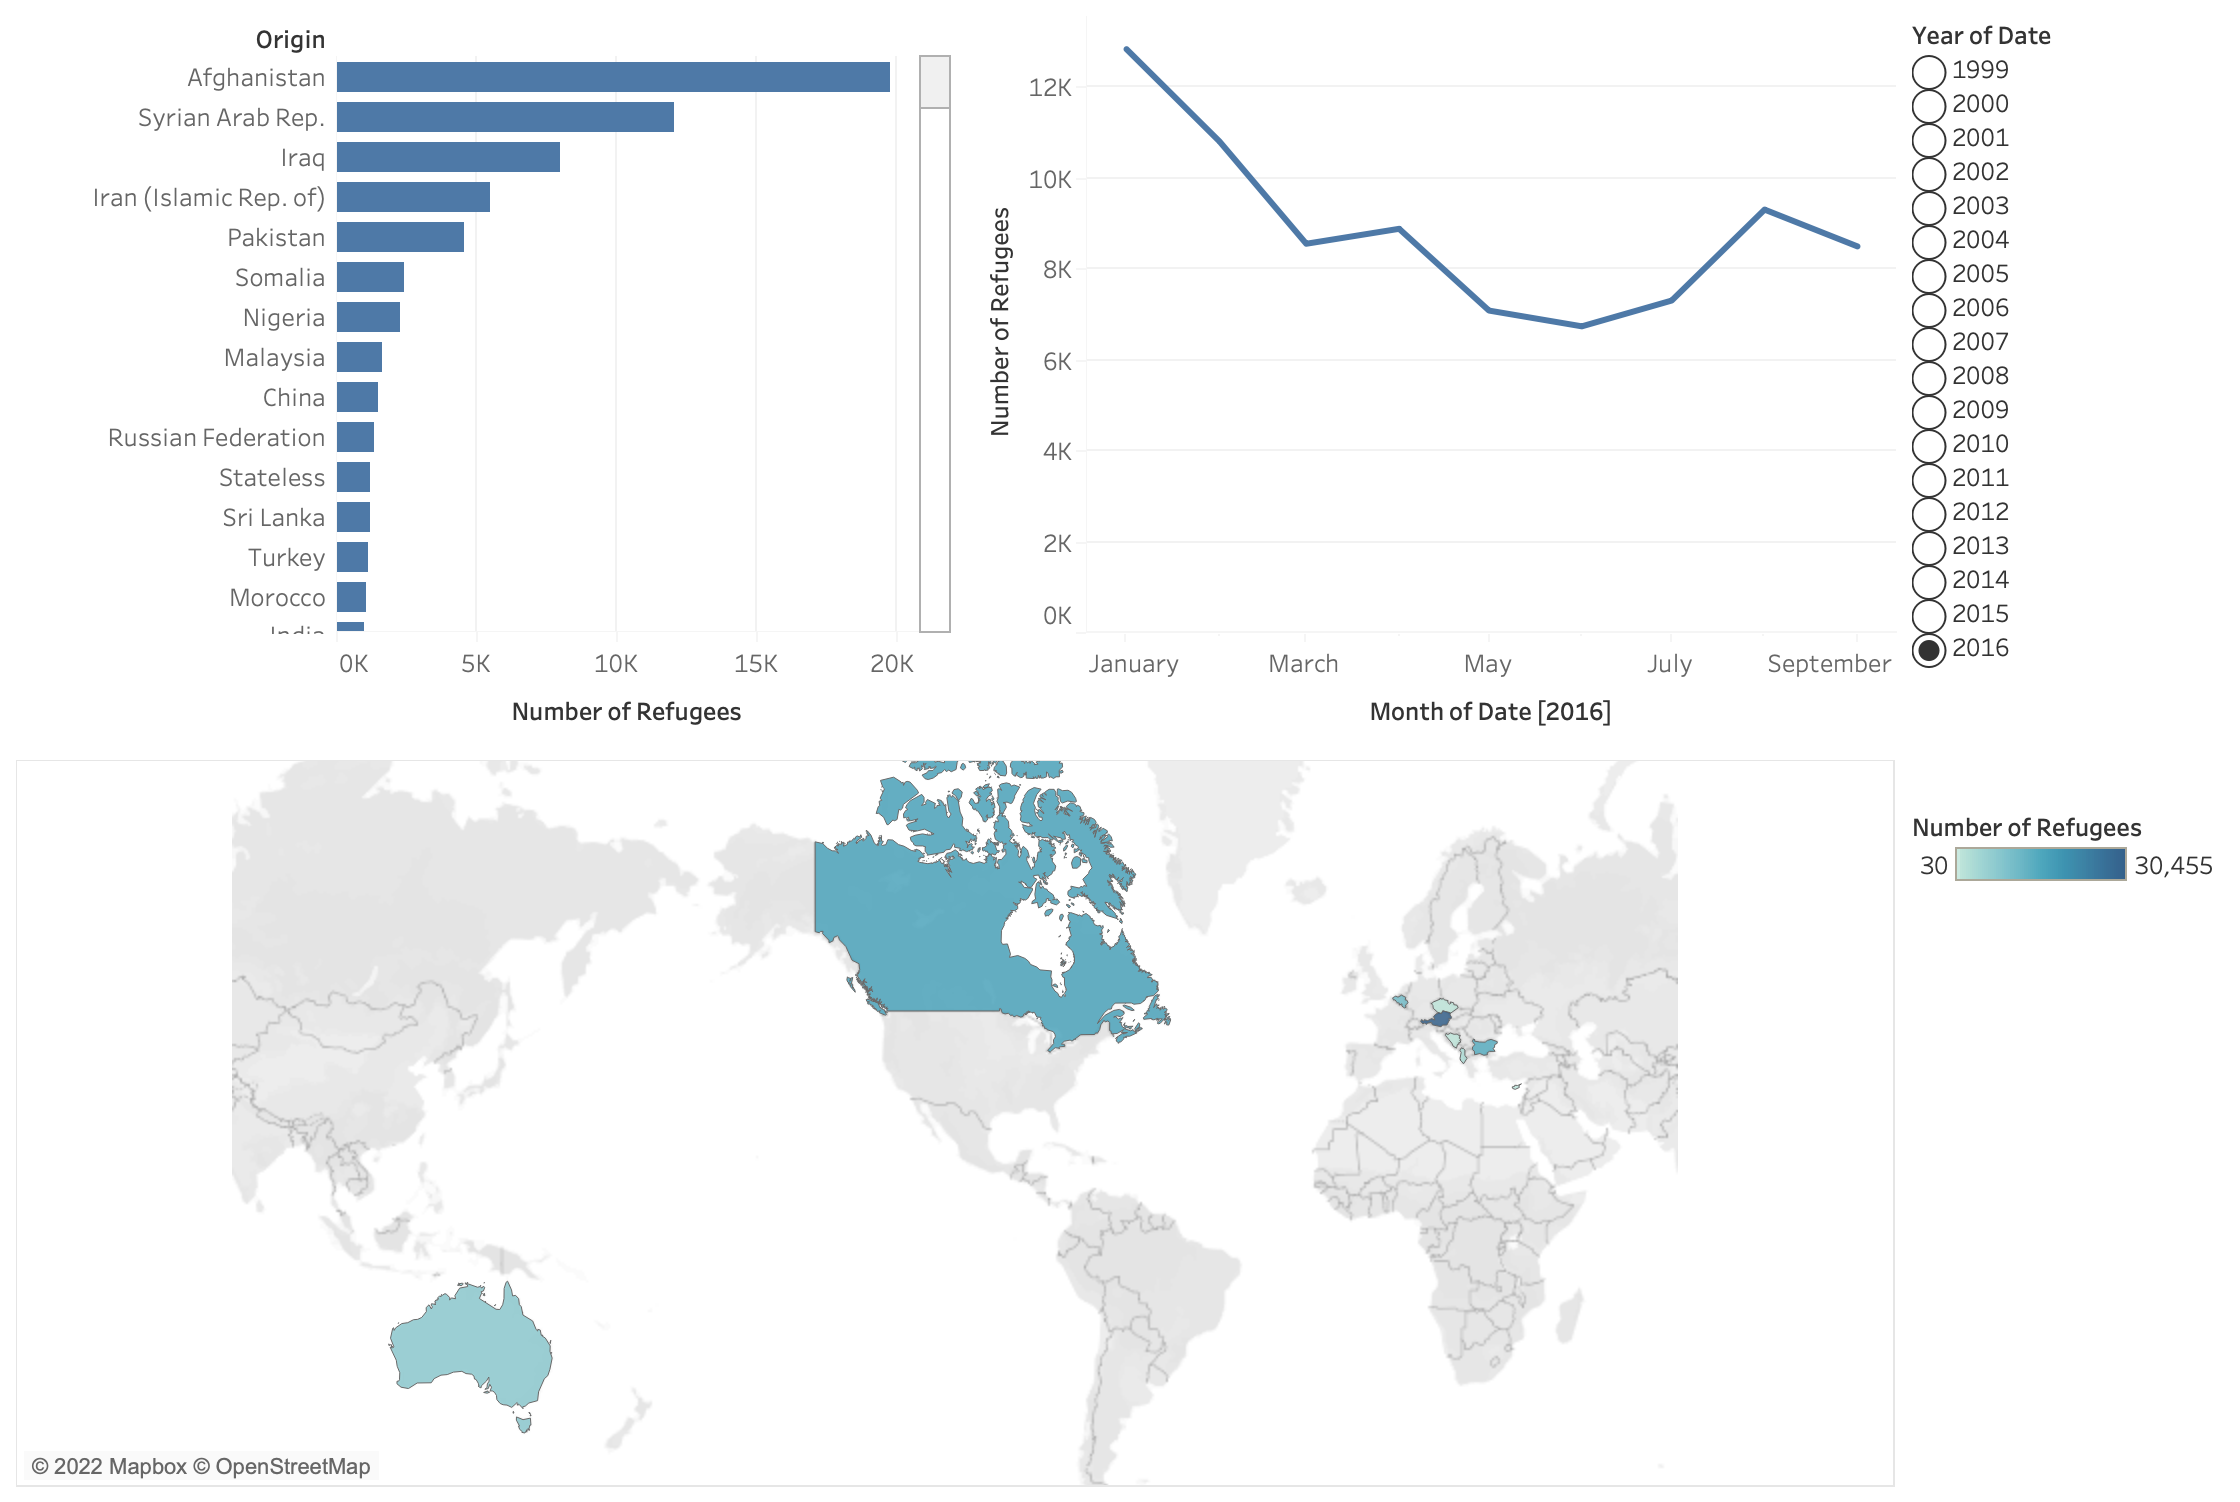 Origin
Afghanistan
Syrian Arab Rep.
Iraq
Iran (Islamic Rep. of)
Pakistan
Somalia
Nigeria
Malaysia
China
Russian Federation
Stateless
Sri Lanka
Turkey
Morocco
India
0K 5K 10K 15K 20K
Number of Refugees
Number of Refugees
12K
10K
8K
6K
4K
2K
0K
January March May July September
Month of Date [2016]
Year of Date
1999
2000
2001
2002
2003
2004
2005
2006
2007
2008
2009
2010
2011
2012
2013
2014
2015
2016
Number of Refugees
30 30,455
© 2022 Mapbox © OpenStreetMap